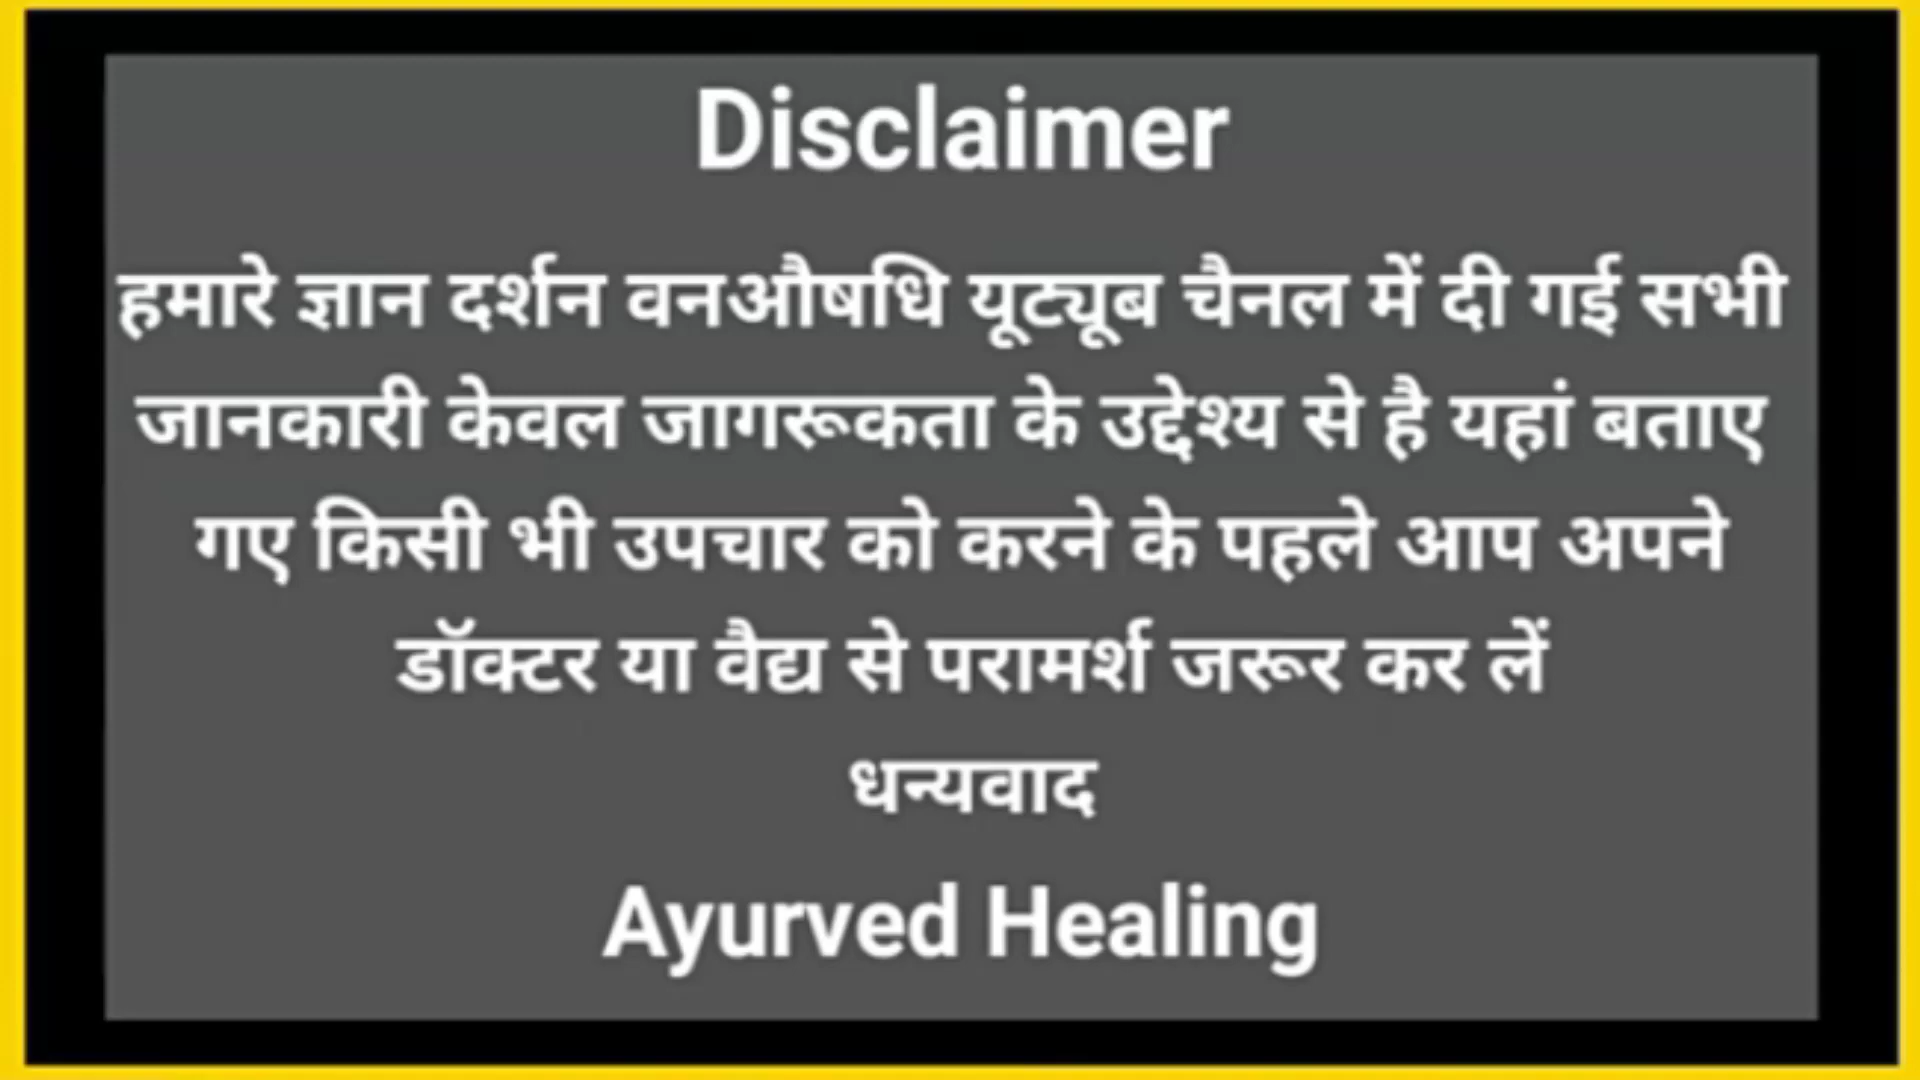 Disclaimer
हमारे ज्ञान दर्शन वनऔषधि यूट्यूब चैनल में दी गई सभी
जानकारी केवल जागरूकता के उद्देश्य से है यहां बताए
गए किसी भी उपचार को करने के पहले आप अपने
डॉक्टर या वैद्य से परामर्श जरूर कर लें
धन्यवाद
Ayurved Healing